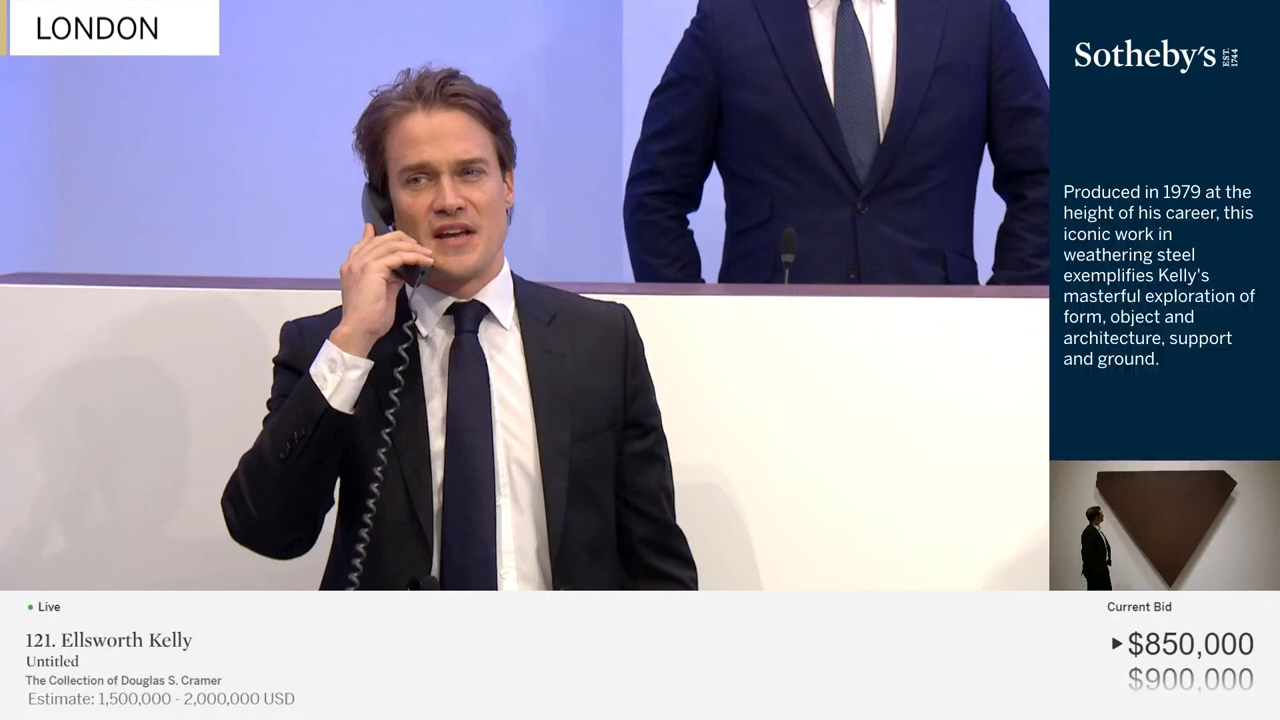 LONDON
Sotheby's EST. 1744
Produced in 1979 at the
height of his career, this
iconic work in
weathering steel
exemplifies Kelly's
masterful exploration of
form, object and
architecture, support
and ground.
Live
121. Ellsworth Kelly
Untitled
The Collection of Douglas S. Cramer
Estimate: 1,500,000 - 2,000,000 USD
Current Bid
$850,000
$900,000